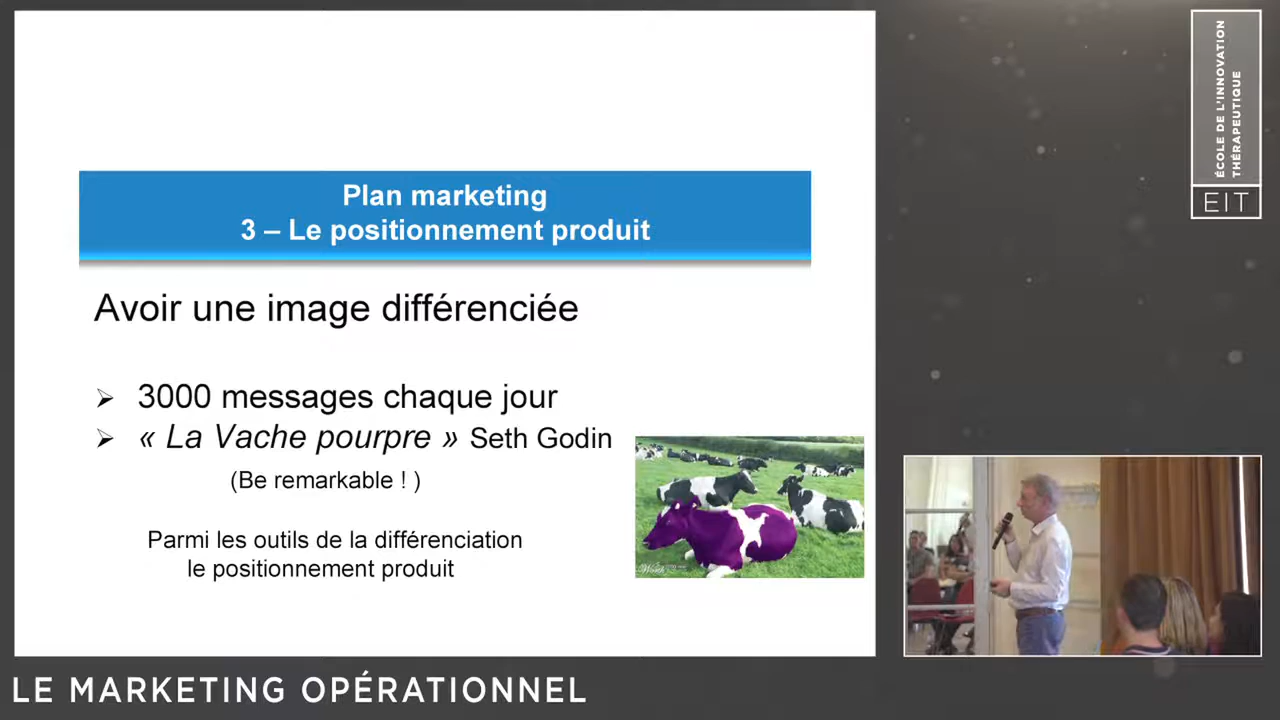 Plan marketing
3 – Le positionnement produit
Avoir une image différenciée
➢ 3000 messages chaque jour
➢ « La Vache pourpre » Seth Godin
(Be remarkable ! )
Parmi les outils de la différenciation
le positionnement produit
ÉCOLE DE L'INNOVATION
THÉRAPEUTIQUE
EIT
LE MARKETING OPÉRATIONNEL